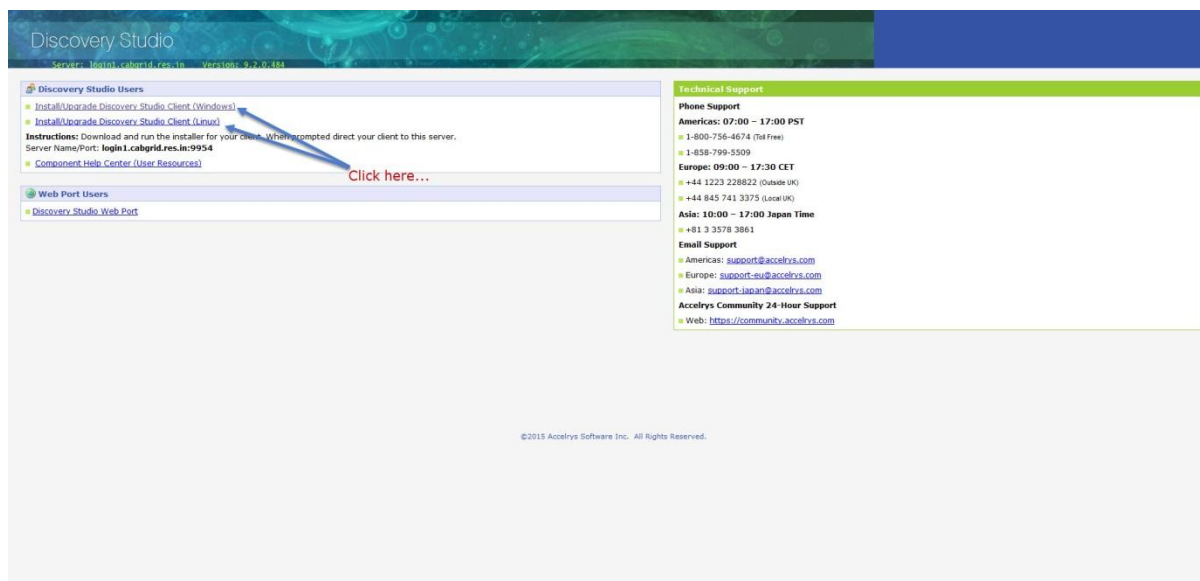 Discovery Studio
Server: login1.cabgrid.res.in Version: 9.2.0.484
Discovery Studio Users
Install/Upgrade Discovery Studio Client (Windows)
Install/Upgrade Discovery Studio Client (Linux)
Instructions: Download and run the installer for your client. When prompted direct your client to this server.
Server Name/Port: login1.cabgrid.res.in:9954
Component Help Center (User Resources)
Click here...
Web Port Users
Discovery Studio Web Port
Technical Support
Phone Support
Americas: 07:00 – 17:00 PST
1-800-756-4674 (Toll Free)
1-858-799-5509
Europe: 09:00 – 17:30 CET
+44 1223 228822 (Outside UK)
+44 845 741 3375 (Local UK)
Asia: 10:00 – 17:00 Japan Time
+81 3 3578 3861
Email Support
Americas: support@accelrys.com
Europe: support-eu@accelrys.com
Asia: support-japan@accelrys.com
Accelrys Community 24-Hour Support
Web: https://community.accelrys.com
©2015 Accelrys Software Inc. All Rights Reserved.